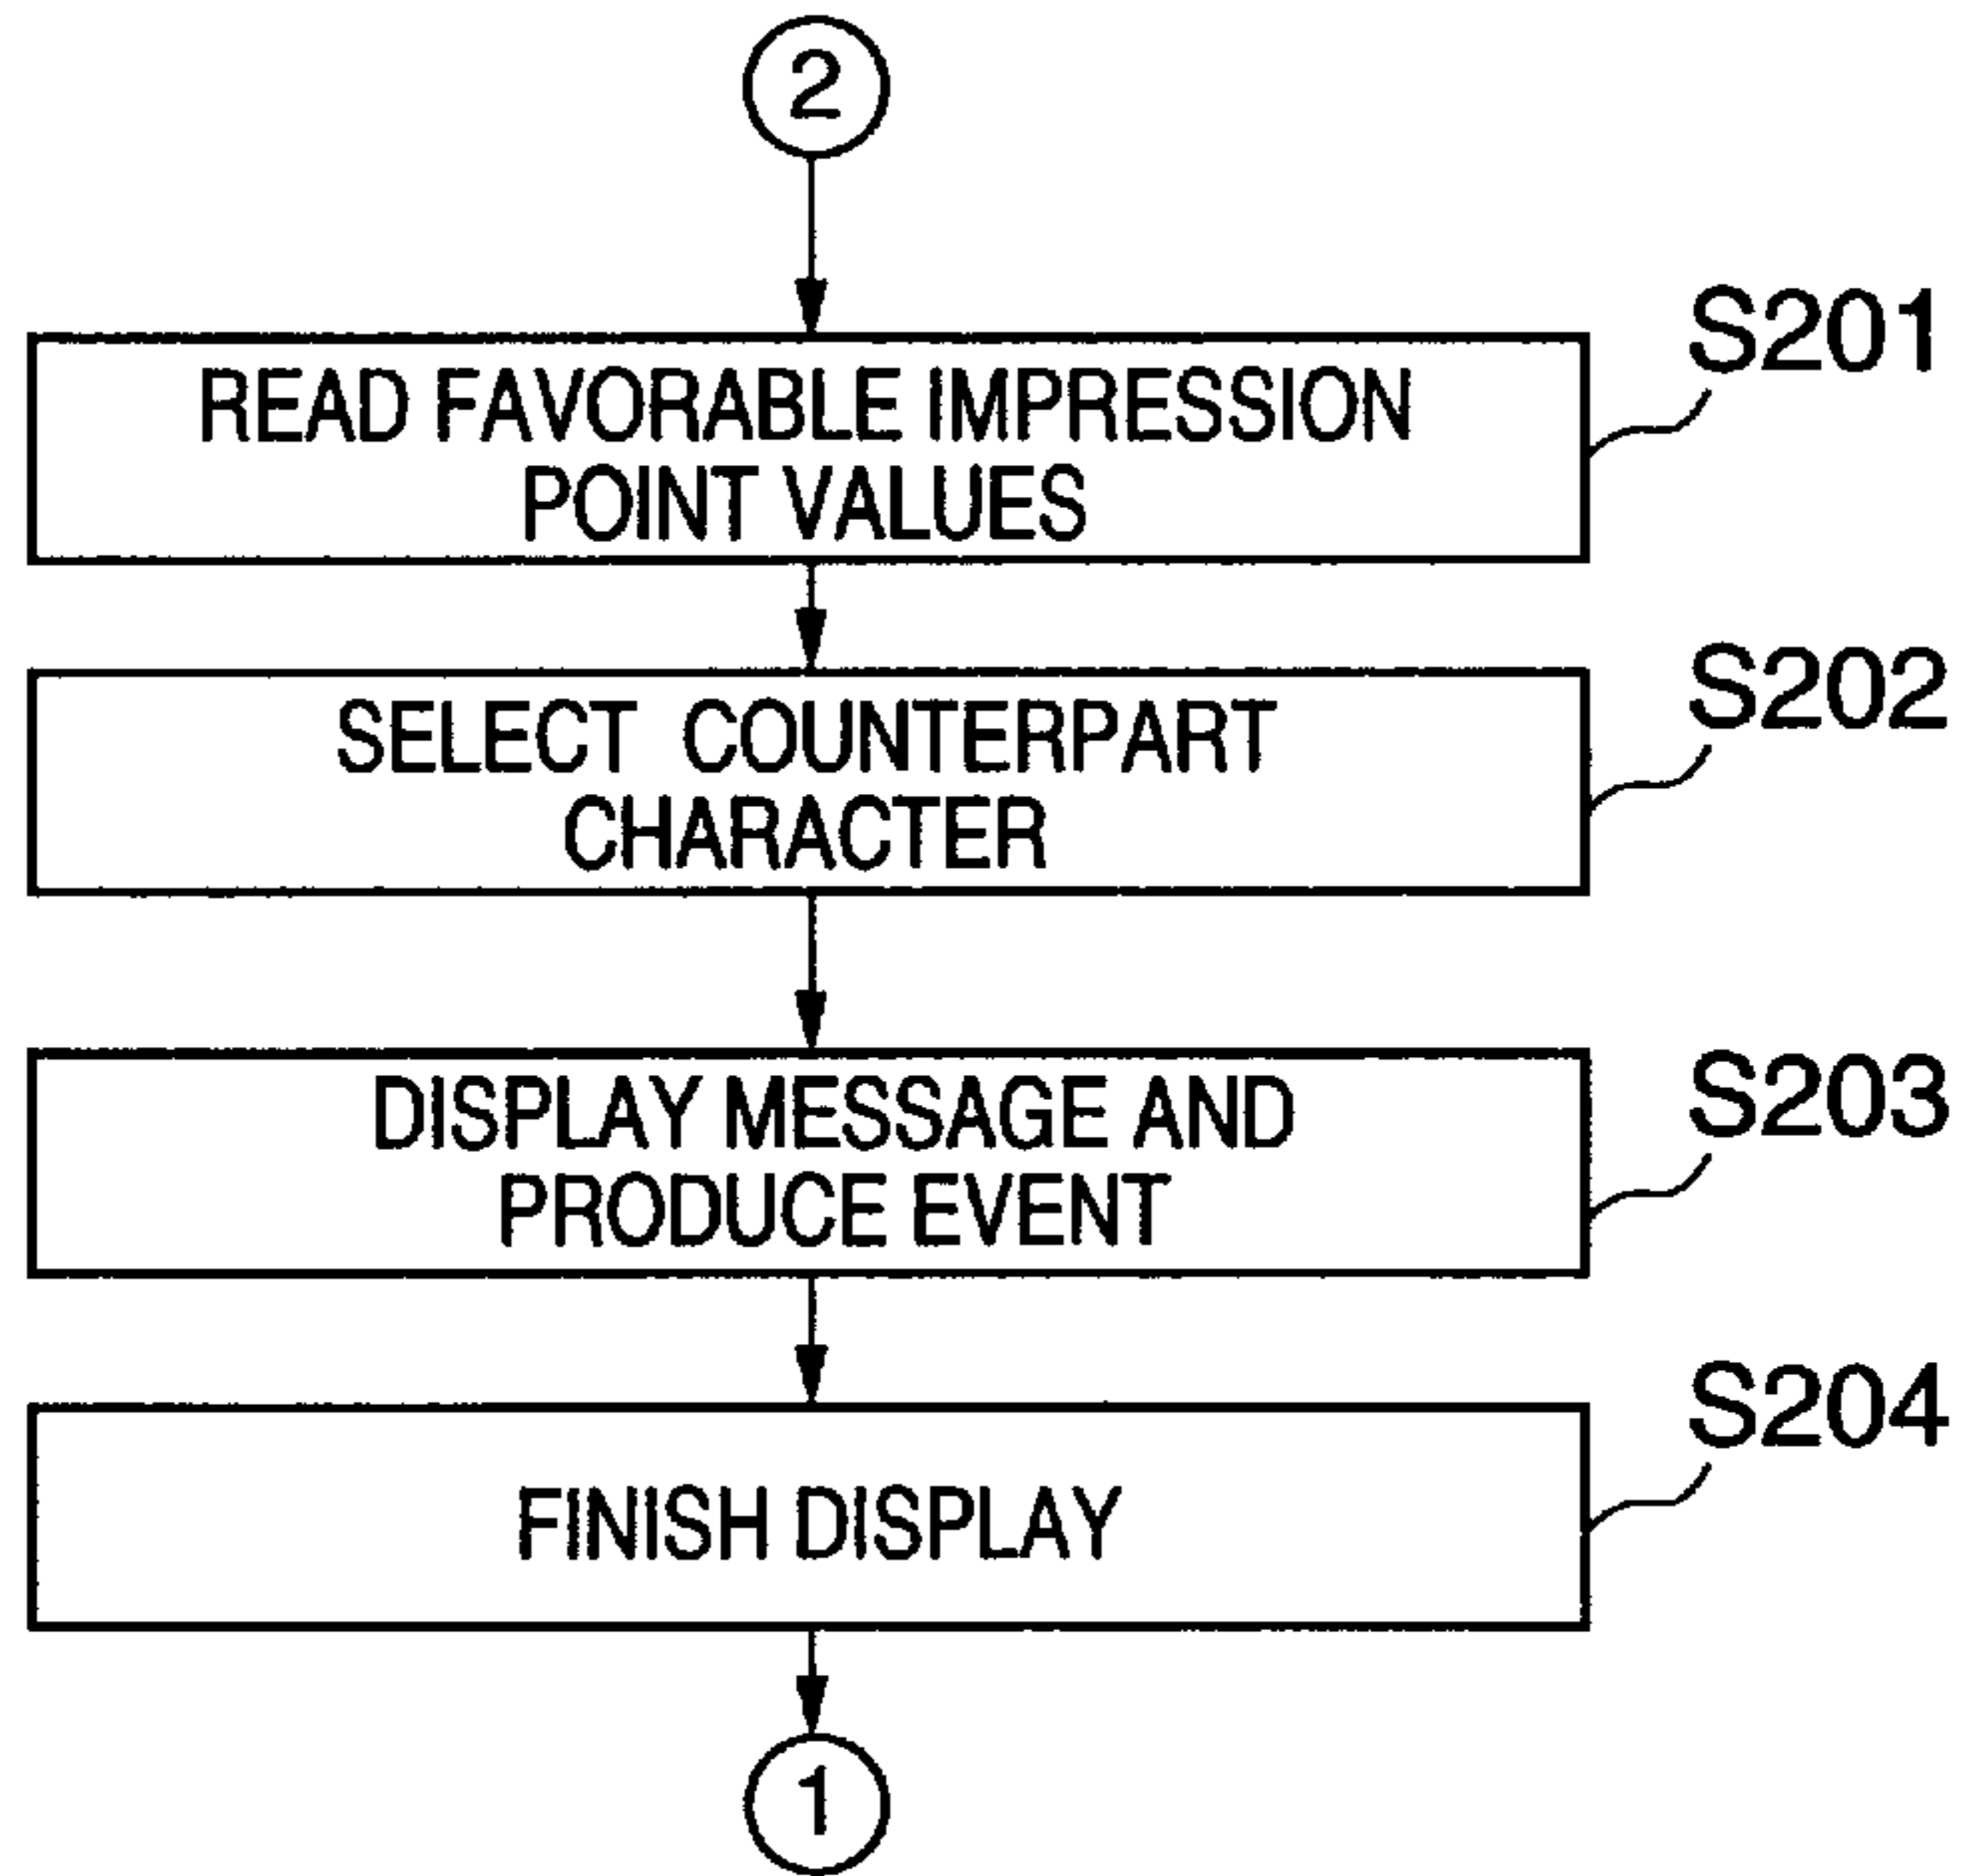 2
S201
READ FAVORABLE IMPRESSION
POINT VALUES
S202
SELECT COUNTERPART
CHARACTER
S203
DISPLAY MESSAGE AND
PRODUCE EVENT
S204
FINISH DISPLAY
1